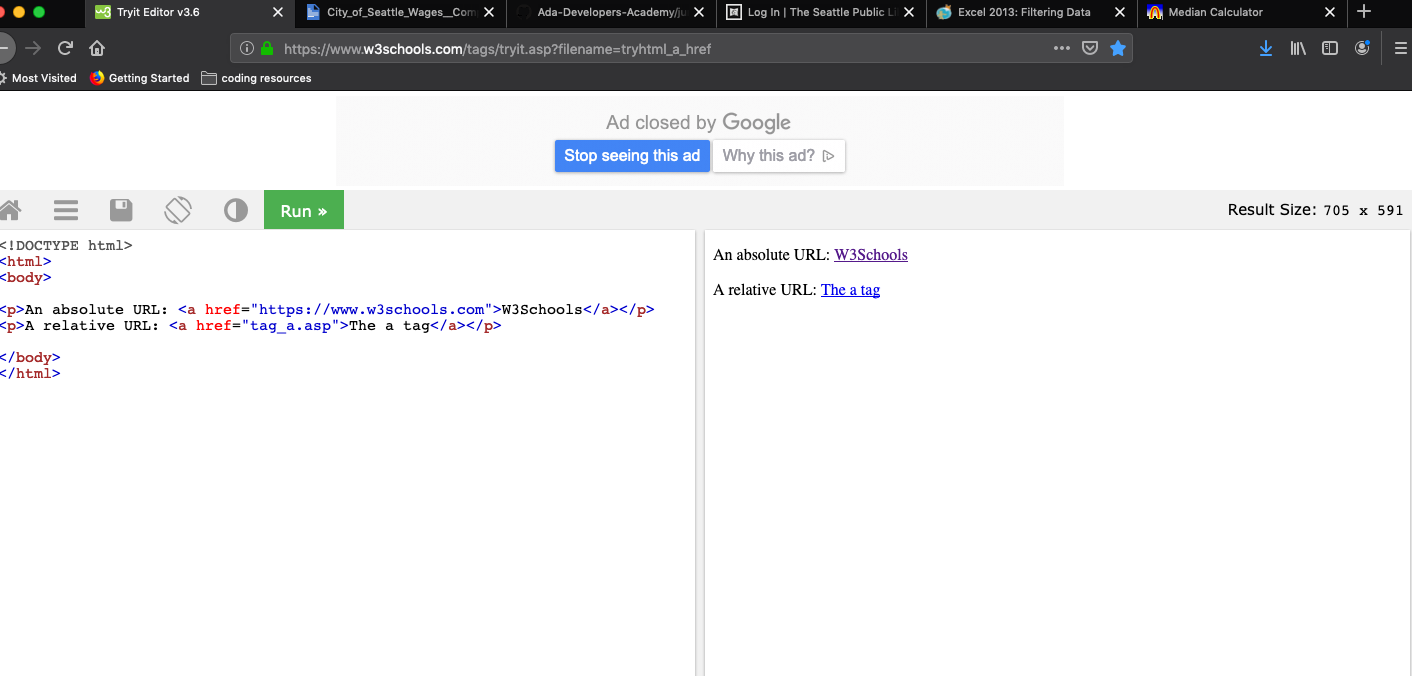 Tryit Editor v3.6
City_of_Seattle_Wages__Com
Ada-Developers-Academy/ju
Log In | The Seattle Public Li
Excel 2013: Filtering Data
Median Calculator
https://www.w3schools.com/tags/tryit.asp?filename=tryhtml_a_href
Most Visited Getting Started coding resources
Ad closed by Google
Stop seeing this ad Why this ad?
Run »
Result Size: 705 x 591
<!DOCTYPE html>
<html>
<body>
<p>An absolute URL: <a href="https://www.w3schools.com">W3Schools</a></p>
<p>A relative URL: <a href="tag_a.asp">The a tag</a></p>
</body>
</html>
An absolute URL: W3Schools
A relative URL: The a tag